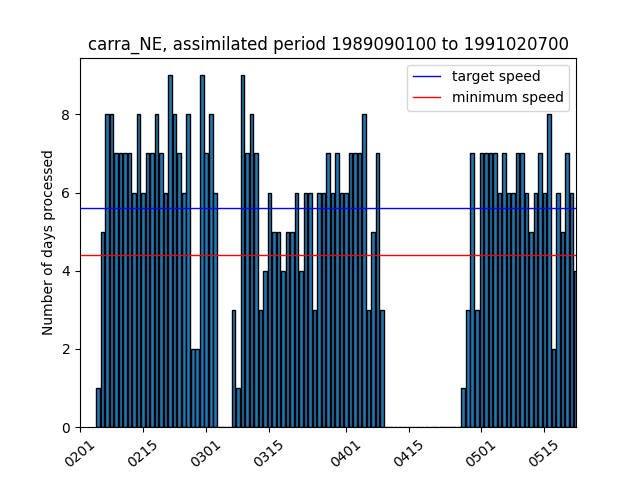 carra_NE, assimilated period 1989090100 to 1991020700
target speed
minimum speed
Number of days processed
8
6
4
2
0
0201 0215 0301 0315 0401 0415 0501 0515